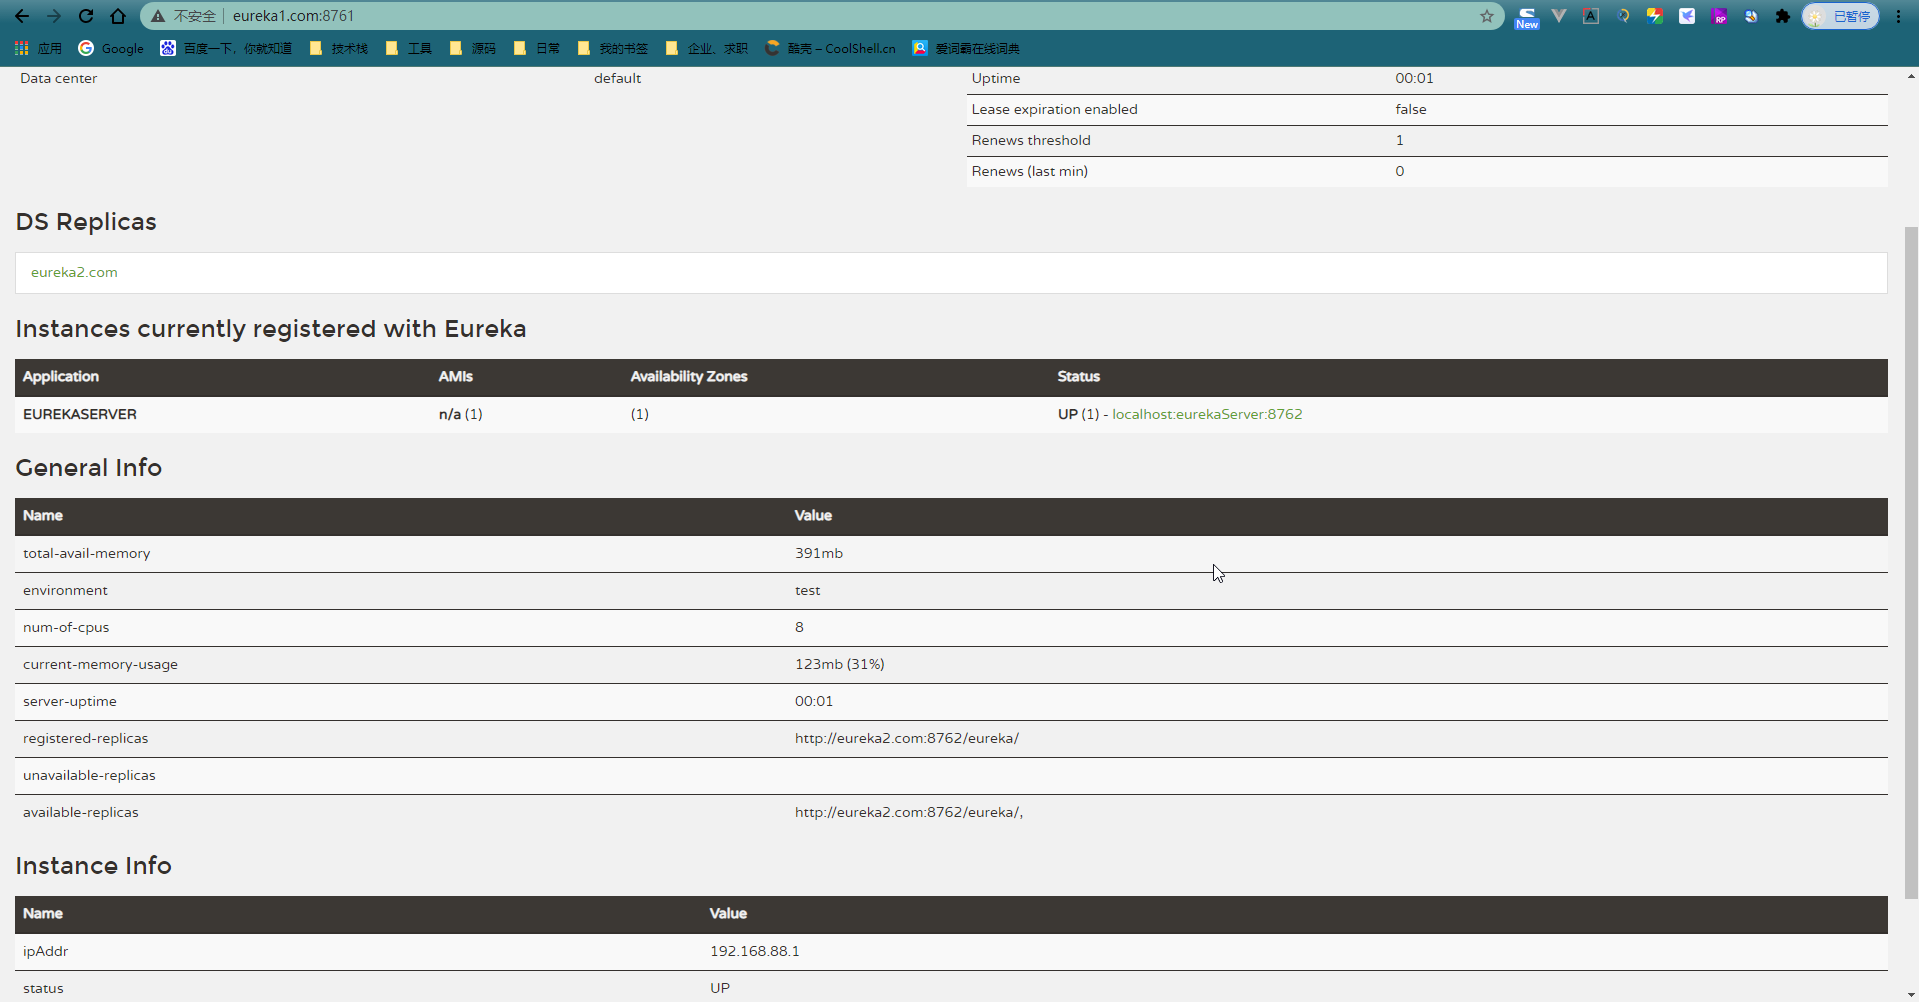 不安全 eureka1.com:8761 New 已暂停
应用 Google 百度一下，你就知道 技术栈 工具 源码 日常 我的书签 企业、求职 酷壳 – CoolShell.cn 爱词霸在线词典
Data center default Uptime 00:01
Lease expiration enabled false
Renews threshold 1
Renews (last min) 0
DS Replicas
eureka2.com
Instances currently registered with Eureka
Application AMIs Availability Zones Status
EUREKASERVER n/a (1) (1) UP (1) - localhost:eurekaServer:8762
General Info
Name Value
total-avail-memory 391mb
environment test
num-of-cpus 8
current-memory-usage 123mb (31%)
server-uptime 00:01
registered-replicas http://eureka2.com:8762/eureka/
unavailable-replicas
available-replicas http://eureka2.com:8762/eureka/,
Instance Info
Name Value
ipAddr 192.168.88.1
status UP